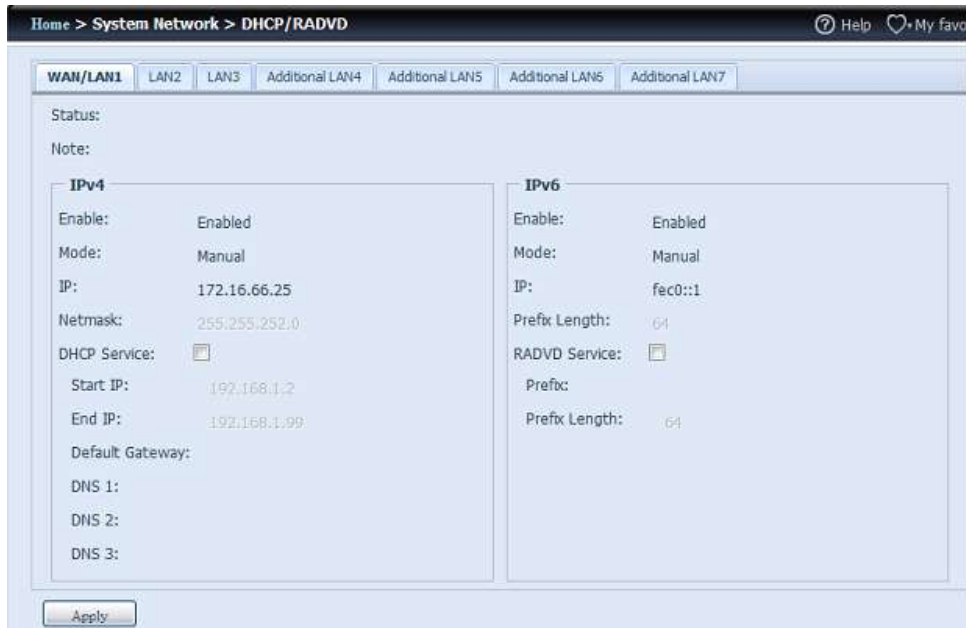 Home > System Network > DHCP/RADVD
Help My favo
WAN/LAN1 LAN2 LAN3 Additional LAN4 Additional LAN5 Additional LAN6 Additional LAN7
Status:
Note:
IPv4
Enable: Enabled
Mode: Manual
IP: 172.16.66.25
Netmask: 255.255.252.0
DHCP Service:
Start IP: 192.168.1.2
End IP: 192.168.1.99
Default Gateway:
DNS 1:
DNS 2:
DNS 3:
IPv6
Enable: Enabled
Mode: Manual
IP: fec0::1
Prefix Length: 64
RADVD Service:
Prefix:
Prefix Length: 64
Apply